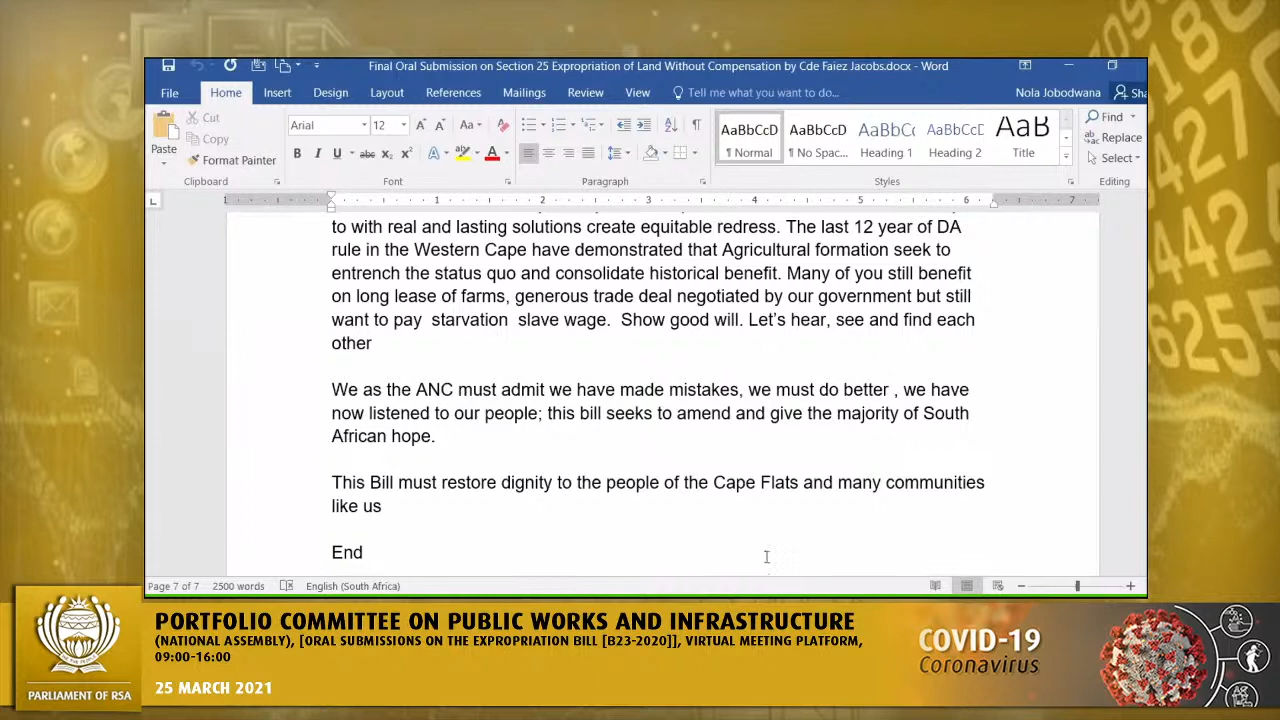 Final Oral Submission on Section 25 Expropriation of Land Without Compensation by Cde Faiez Jacobs.docx - Word
File Home Insert Design Layout References Mailings Review View Tell me what you want to do... Nola Jobodwana Sha
Paste
Cut
Copy
Format Painter
Clipboard
Arial 12
Font
Paragraph
AaBbCcD AaBbCcD AaBbCc AaBbCcD AaB
¶ Normal ¶ No Spac... Heading 1 Heading 2 Title
Styles
Find
Replace
Select
Editing
1 1 2 3 4 5 6 7
to with real and lasting solutions create equitable redress. The last 12 year of DA
rule in the Western Cape have demonstrated that Agricultural formation seek to
entrench the status quo and consolidate historical benefit. Many of you still benefit
on long lease of farms, generous trade deal negotiated by our government but still
want to pay starvation slave wage. Show good will. Let’s hear, see and find each
other
We as the ANC must admit we have made mistakes, we must do better , we have
now listened to our people; this bill seeks to amend and give the majority of South
African hope.
This Bill must restore dignity to the people of the Cape Flats and many communities
like us
End
Page 7 of 7 2500 words English (South Africa)
PARLIAMENT OF RSA
PORTFOLIO COMMITTEE ON PUBLIC WORKS AND INFRASTRUCTURE
(NATIONAL ASSEMBLY), [ORAL SUBMISSIONS ON THE EXPROPRIATION BILL [B23-2020]], VIRTUAL MEETING PLATFORM,
09:00-16:00
25 MARCH 2021
COVID-19
Coronavirus